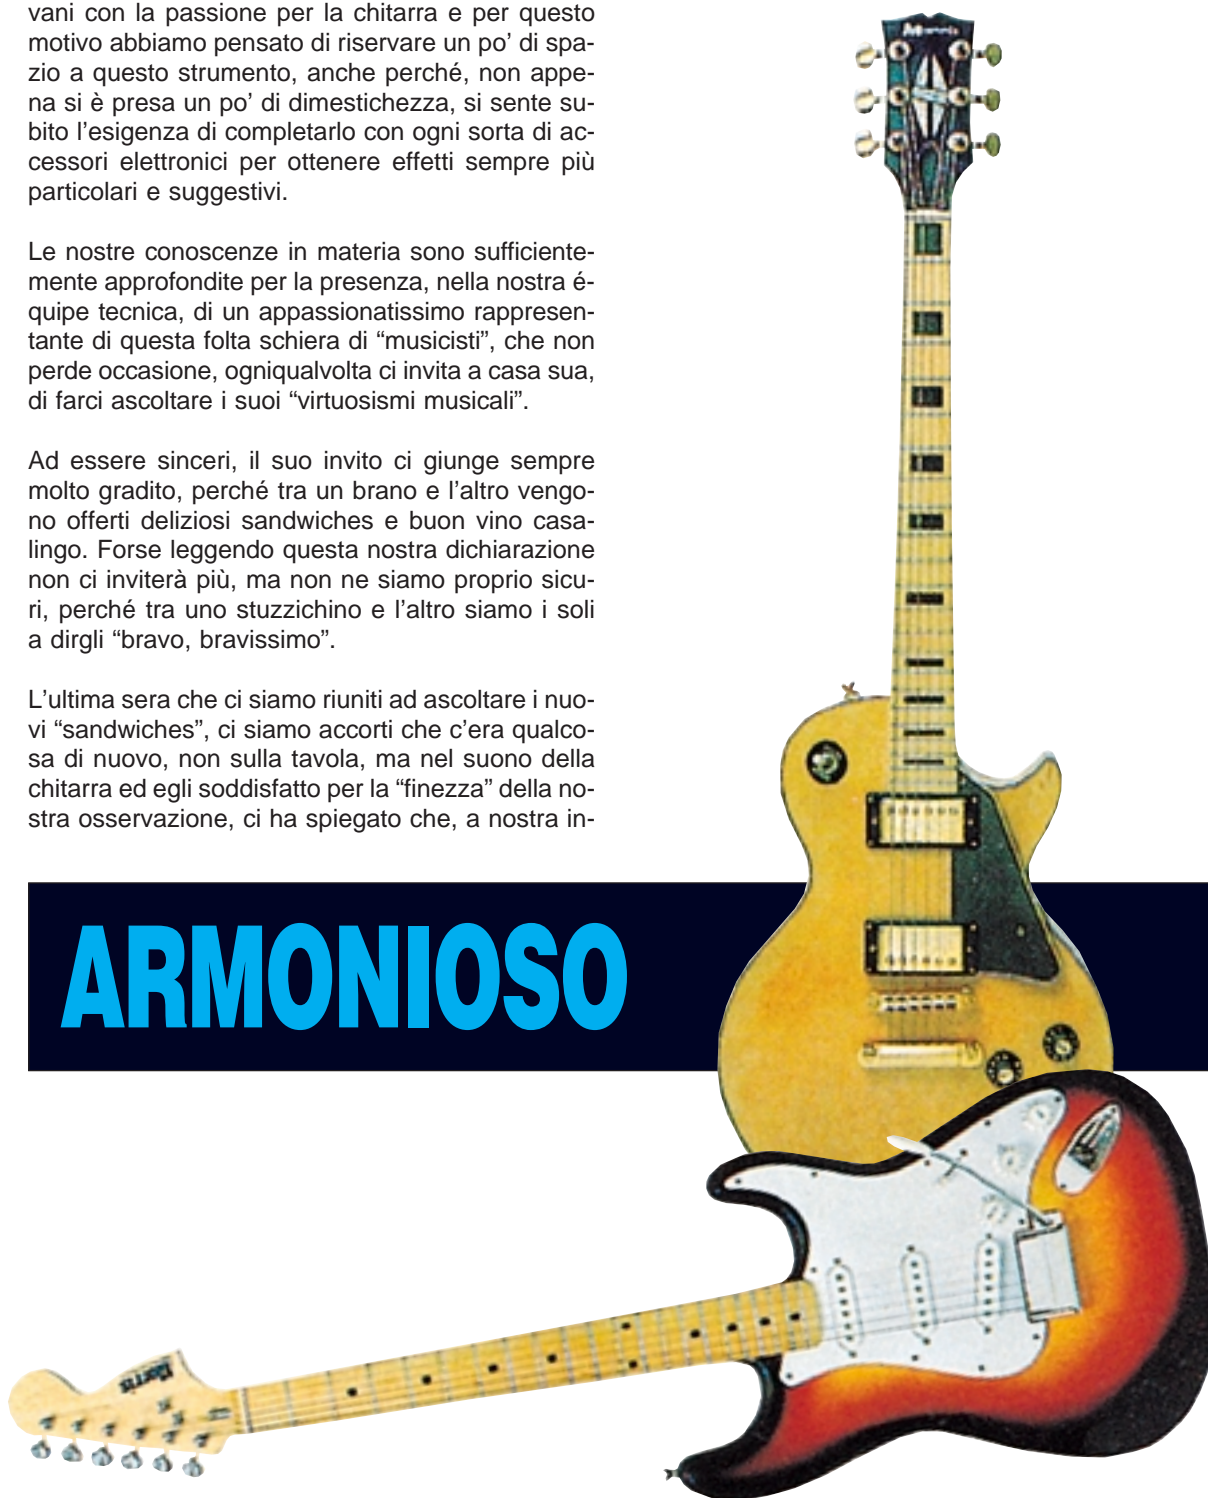 vani con la passione per la chitarra e per questo
motivo abbiamo pensato di riservare un po’ di spa-
zio a questo strumento, anche perché, non appe-
na si è presa un po’ di dimestichezza, si sente su-
bito l’esigenza di completarlo con ogni sorta di ac-
cessori elettronici per ottenere effetti sempre più
particolari e suggestivi.
Le nostre conoscenze in materia sono sufficiente-
mente approfondite per la presenza, nella nostra é-
quipe tecnica, di un appassionatissimo rappresen-
tante di questa folta schiera di “musicisti”, che non
perde occasione, ogniqualvolta ci invita a casa sua,
di farci ascoltare i suoi “virtuosismi musicali”.
Ad essere sinceri, il suo invito ci giunge sempre
molto gradito, perché tra un brano e l’altro vengo-
no offerti deliziosi sandwiches e buon vino casa-
lingo. Forse leggendo questa nostra dichiarazione
non ci inviterà più, ma non ne siamo proprio sicu-
ri, perché tra uno stuzzichino e l’altro siamo i soli
a dirgli “bravo, bravissimo”.
L’ultima sera che ci siamo riuniti ad ascoltare i nuo-
vi “sandwiches”, ci siamo accorti che c’era qualco-
sa di nuovo, non sulla tavola, ma nel suono della
chitarra ed egli soddisfatto per la “finezza” della no-
stra osservazione, ci ha spiegato che, a nostra in-
ARMONIOSO